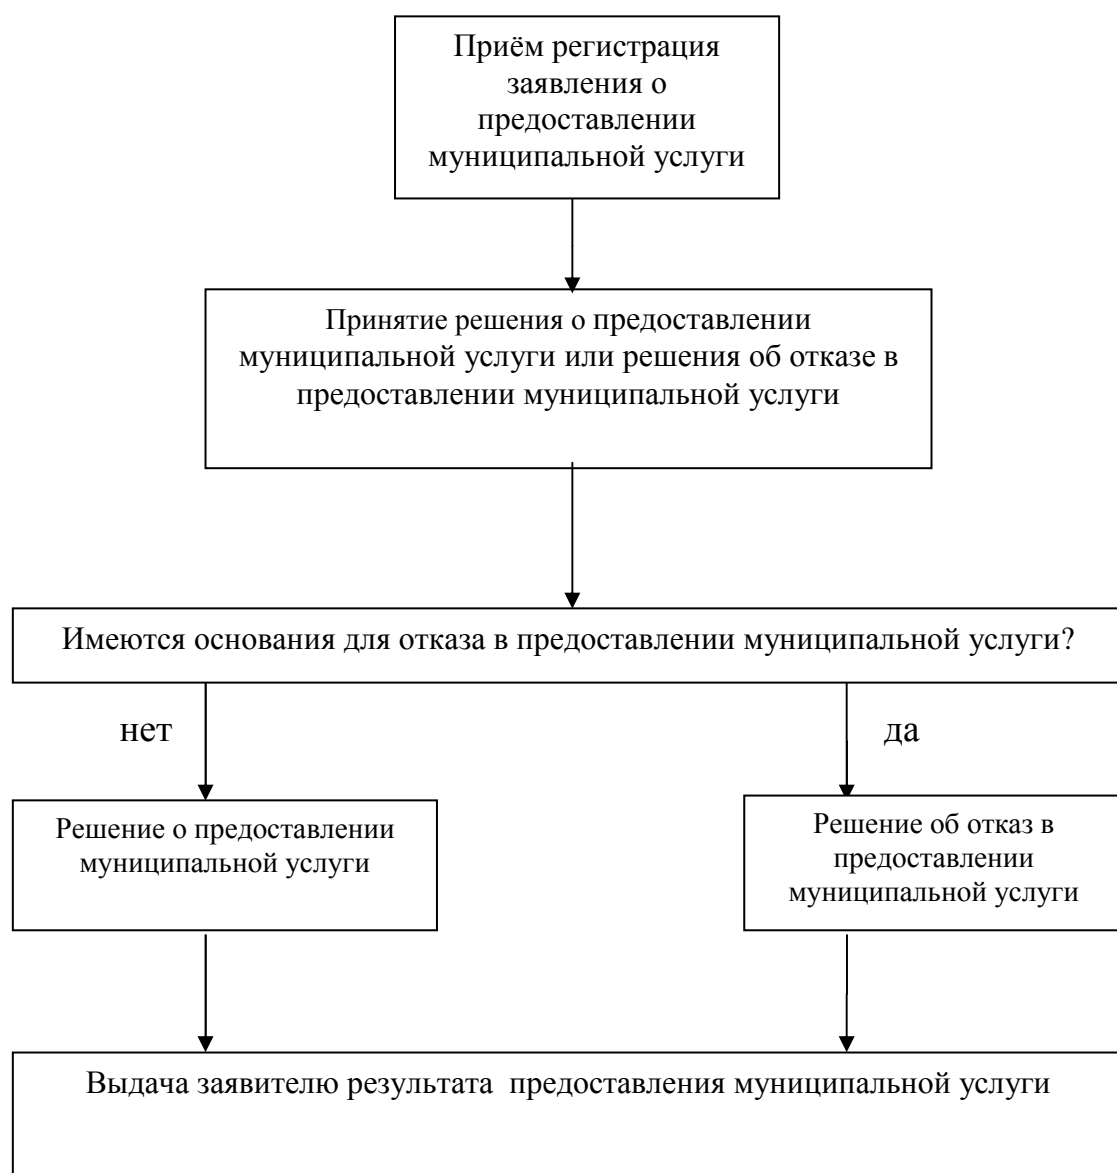 Приём регистрация
заявления о
предоставлении
муниципальной услуги
Принятие решения о предоставлении
муниципальной услуги или решения об отказе в
предоставлении муниципальной услуги
Имеются основания для отказа в предоставлении муниципальной услуги?
нет
да
Решение о предоставлении
муниципальной услуги
Решение об отказ в
предоставлении
муниципальной услуги
Выдача заявителю результата предоставления муниципальной услуги